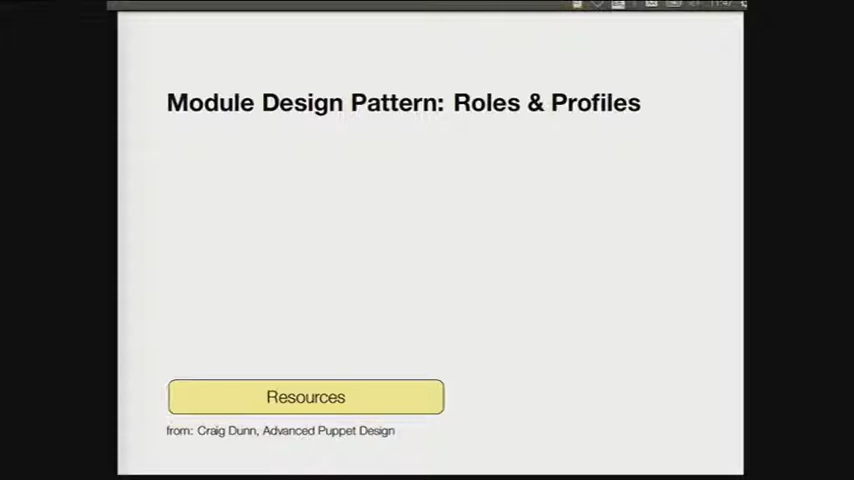 Module Design Pattern: Roles & Profiles
Resources
from: Craig Dunn, Advanced Puppet Design